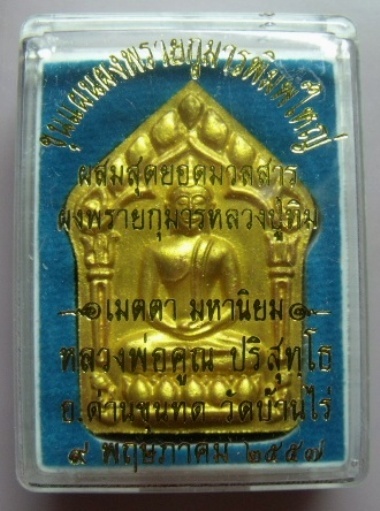 ขุนแผนผงพรายกุมารพิมพ์ใหญ่
ผสมสุดยอดมวลสาร
ผงพรายกุมารหลวงปู่ทิม
เมตตา มหานิยม
หลวงพ่อคูณ ปริสุทฺโธ
อ.ด่านขุนทด วัดบ้านไร่
๙ พฤษภาคม ๒๕๕๗